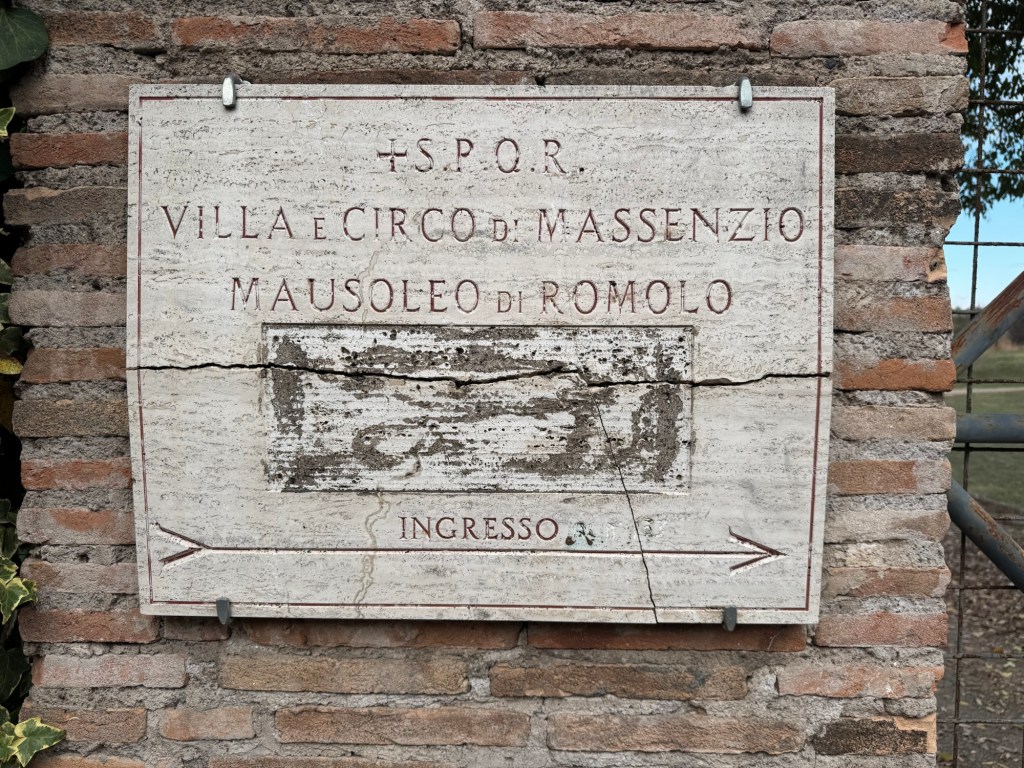 +S.P.Q.R.
VILLA E CIRCO DI MASSENZIO
MAUSOLEO DI ROMOLO
INGRESSO